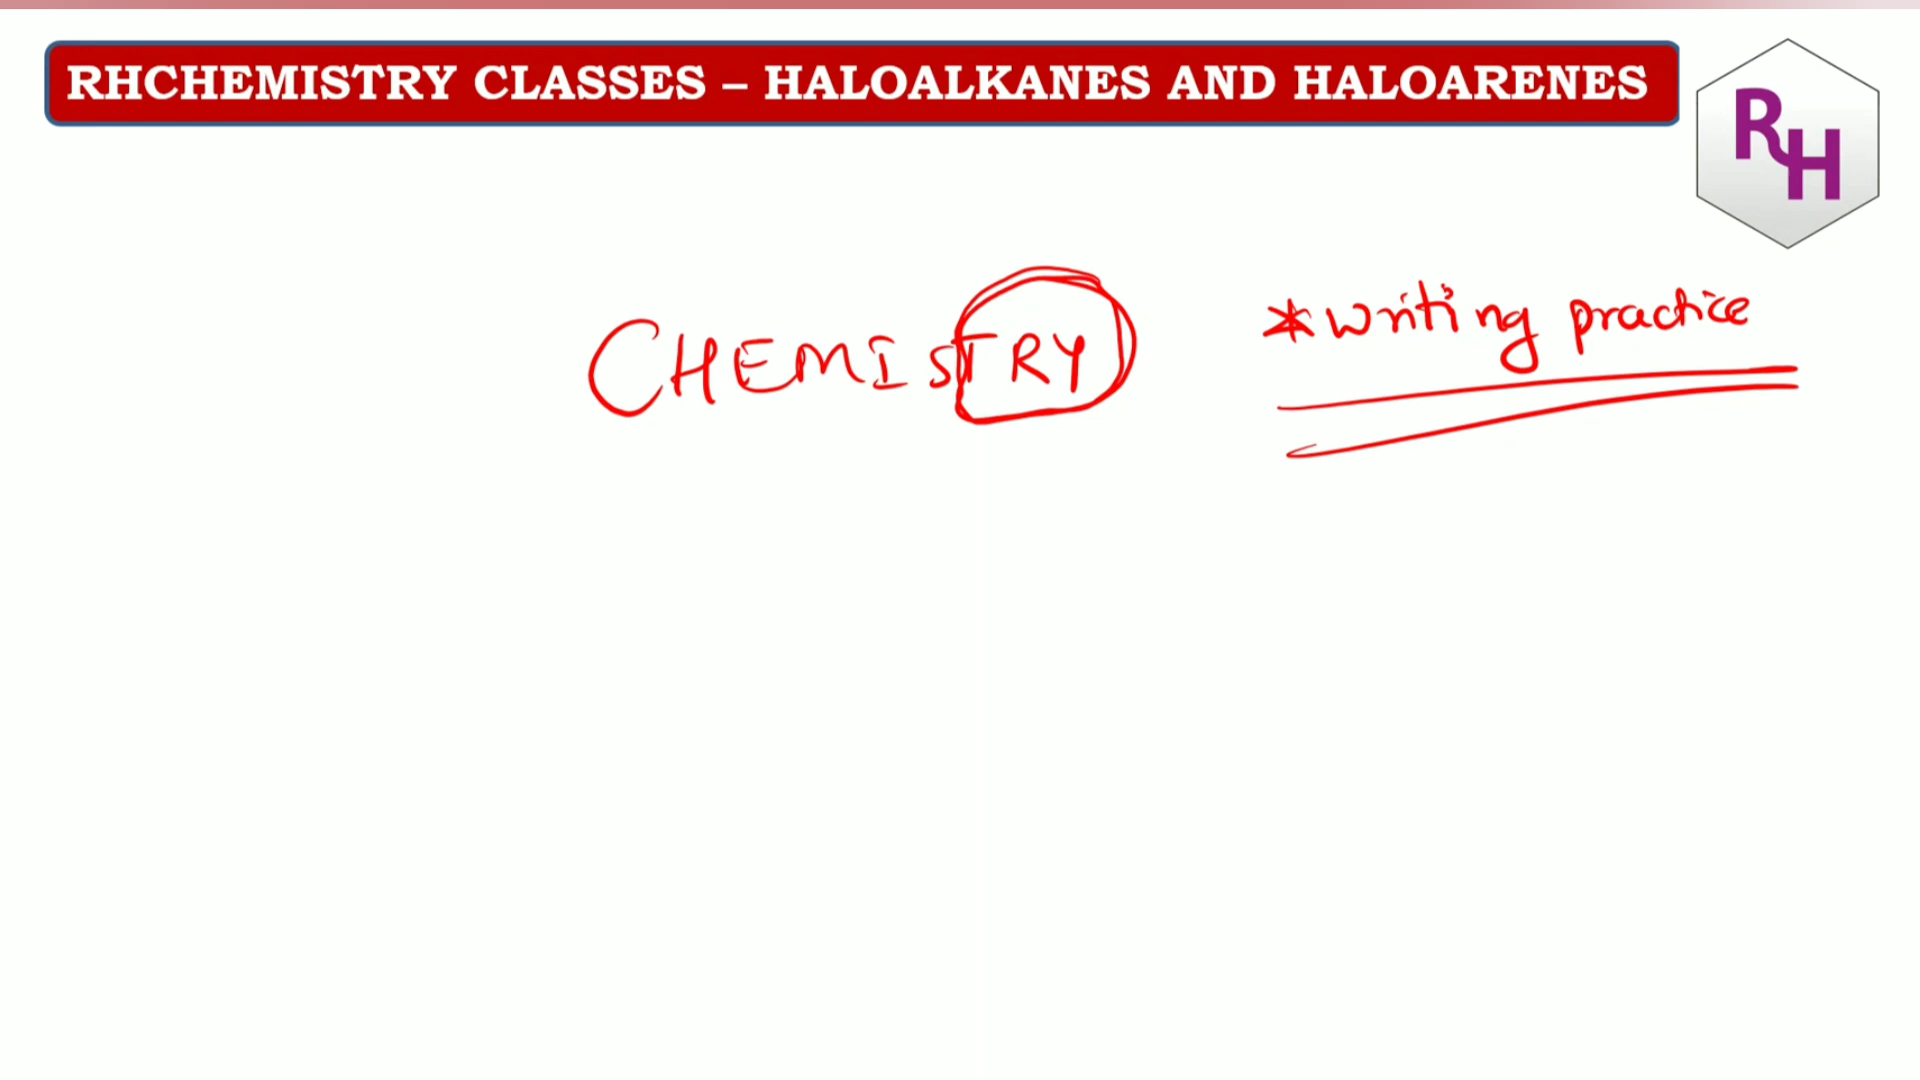 RHCHEMISTRY CLASSES – HALOALKANES AND HALOARENES
RH
CHEMISTRY
*writing practice